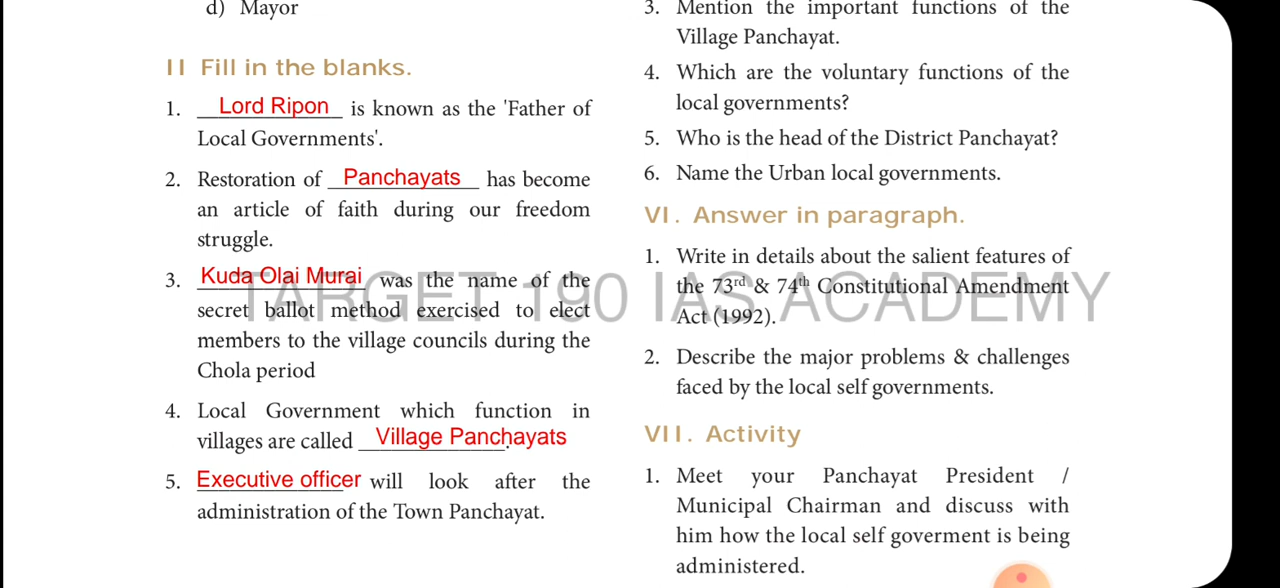 d) Mayor
II Fill in the blanks.
1. Lord Ripon is known as the 'Father of
Local Governments'.
2. Restoration of Panchayats has become
an article of faith during our freedom
struggle.
3. Kuda Olai Murai was the name of the
secret ballot method exercised to elect
members to the village councils during the
Chola period
4. Local Government which function in
villages are called Village Panchayats.
5. Executive officer will look after the
administration of the Town Panchayat.
3. Mention the important functions of the
Village Panchayat.
4. Which are the voluntary functions of the
local governments?
5. Who is the head of the District Panchayat?
6. Name the Urban local governments.
VI. Answer in paragraph.
1. Write in details about the salient features of
the 73rd & 74th Constitutional Amendment
Act (1992).
2. Describe the major problems & challenges
faced by the local self governments.
VII. Activity
1. Meet your Panchayat President /
Municipal Chairman and discuss with
him how the local self goverment is being
administered.
TARGET 190 IAS ACADEMY